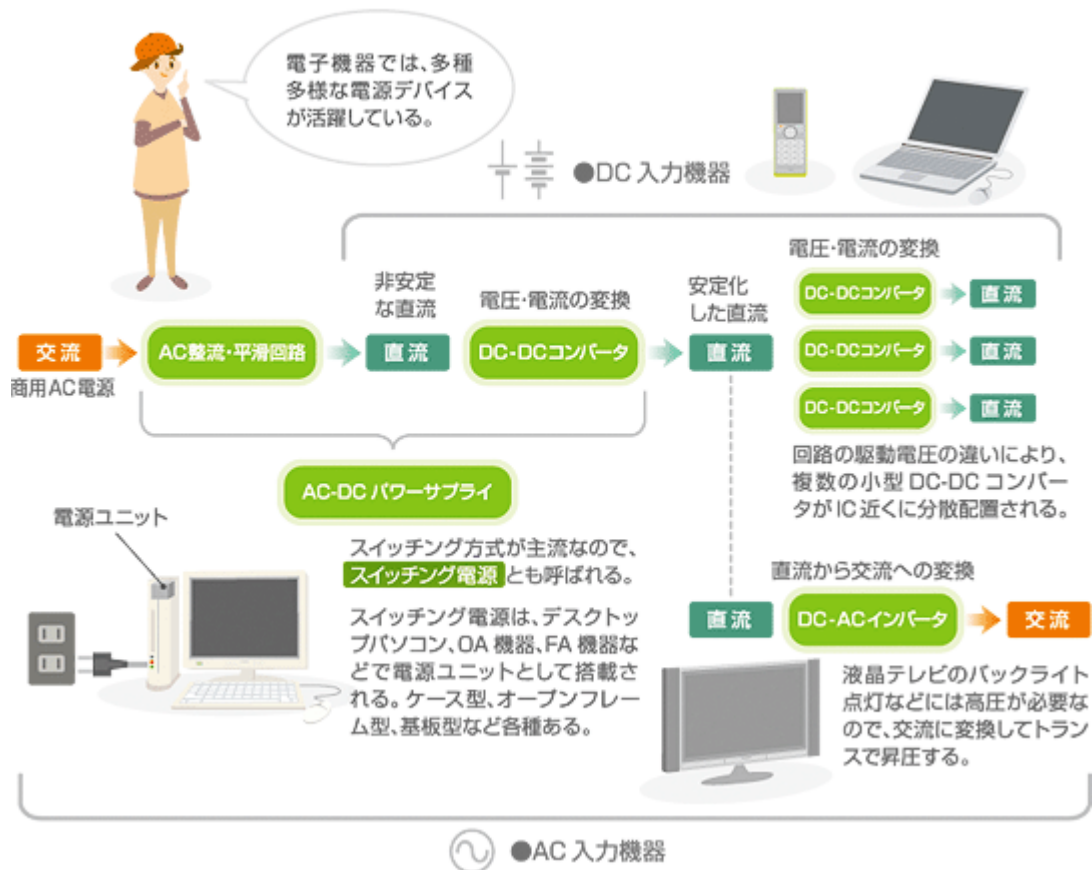 電子機器では、多種
多様な電源デバイス
が活躍している。
●DC 入力機器
電圧・電流の変換
非安定
な直流
電圧・電流の変換
安定化
した直流
DC-DCコンバータ
直流
交流
AC整流・平滑回路
直流
DC-DCコンバータ
直流
DC-DCコンバータ
直流
商用AC電源
DC-DCコンバータ
直流
回路の駆動電圧の違いにより、
複数の小型 DC-DC コンバー
タが IC 近くに分散配置される。
AC-DC パワーサプライ
電源ユニット
スイッチング方式が主流なので、
スイッチング電源 とも呼ばれる。
スイッチング電源は、デスクトッ
プパソコン、OA 機器、FA 機器な
どで電源ユニットとして搭載さ
れる。ケース型、オープンフレー
ム型、基板型など各種ある。
直流から交流への変換
直流
DC-ACインバータ
交流
液晶テレビのバックライト
点灯などには高圧が必要な
ので、交流に変換してトラン
スで昇圧する。
●AC 入力機器